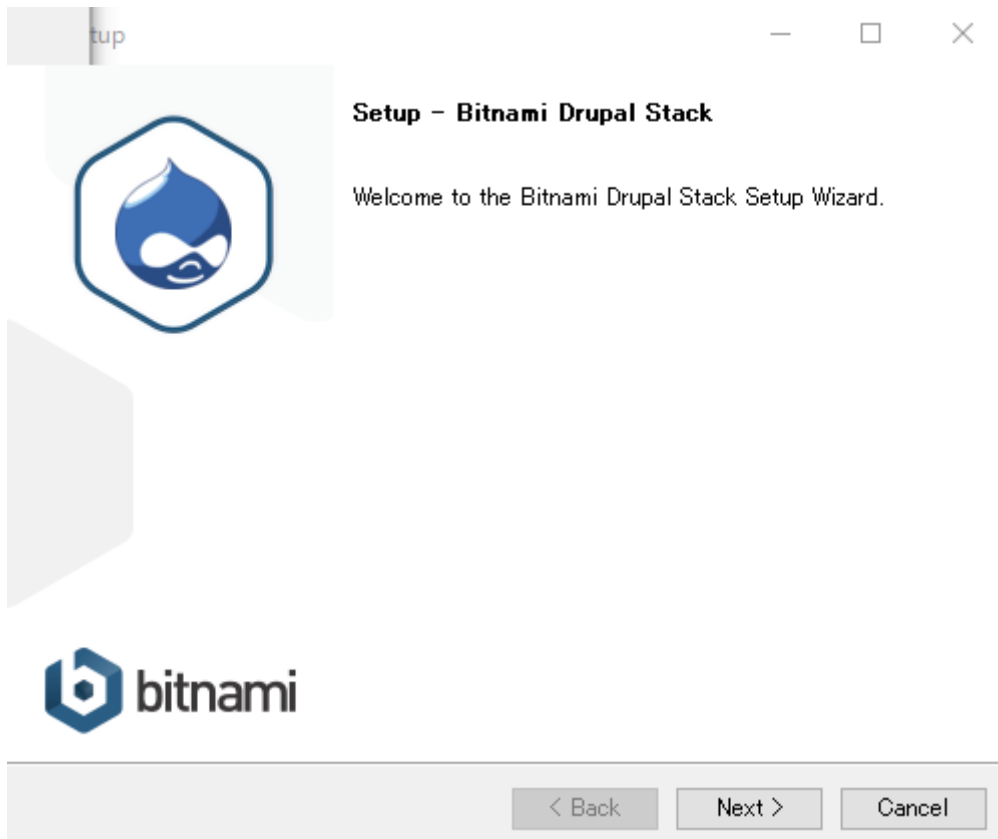 tup
Setup - Bitnami Drupal Stack
Welcome to the Bitnami Drupal Stack Setup Wizard.
bitnami
< Back
Next >
Cancel